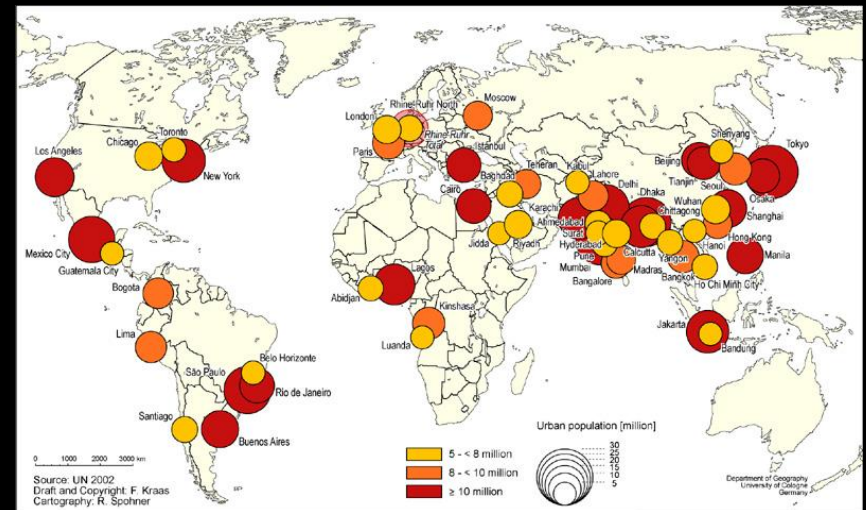 Moscow
Rhine-Ruhr North
London
Rhine-Ruhr
Total
Paris
Istanbul
Toronto
Chicago
Los Angeles
New York
Mexico City
Guatemala City
Bogota
Lima
Belo Horizonte
São Paulo
Rio de Janeiro
Santiago
Buenos Aires
Baghdad
Teheran
Cairo
Jidda
Riyadh
Lagos
Abidjan
Kinshasa
Luanda
Kabul
Lahore
Delhi
Karachi
Dhaka
Ahmedabad
Surat
Hyderabad
Pune
Mumbai
Bangalore
Calcutta
Madras
Chittagong
Yangon
Bangkok
Hanoi
Ho Chi Minh City
Hong Kong
Manila
Shenyang
Beijing
Tianjin
Seoul
Tokyo
Osaka
Wuhan
Shanghai
Jakarta
Bandung
0 1000 2000 3000 km
Source: UN 2002
Draft and Copyright: F. Kraas
Cartography: R. Spohner
5 - < 8 million
8 - < 10 million
≥ 10 million
Urban population [million]
30
25
20
15
10
5
Department of Geography
University of Cologne
Germany